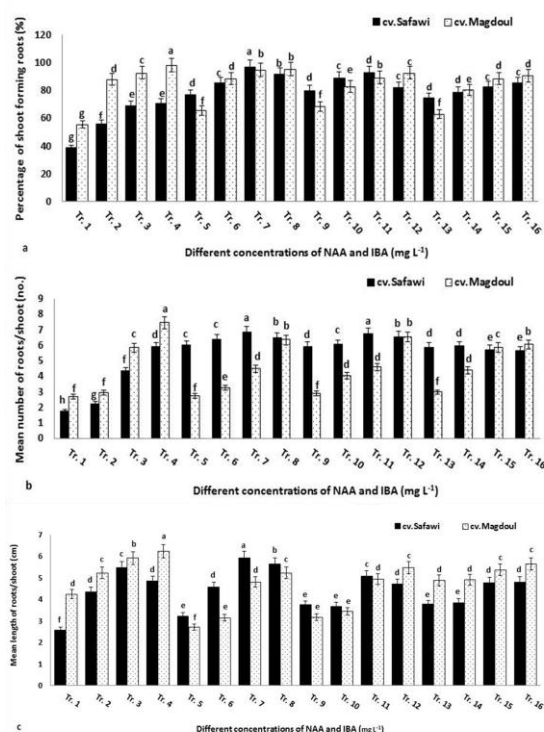 ■cv.Safawi □cv.Magdoul
Percentage of shoot forming roots (%)
120
100
80
60
40
20
0
g g f d e c e a d f c d a b b b d f c e a d c b d f d e c d c b
Tr. 1 Tr. 2 Tr. 3 Tr. 4 Tr. 5 Tr. 6 Tr. 7 Tr. 8 Tr. 9 Tr. 10 Tr. 11 Tr. 12 Tr. 13 Tr. 14 Tr. 15 Tr. 16
a Different concentrations of NAA and IBA (mg L-1)
■cv.Safawi □cv.Magdoul
Mean number of roots/shoot (no.)
9
8
7
6
5
4
3
2
1
0
h f g f f c d a c f c e a d b b d f c e a d b b d f d d e c e b
Tr. 1 Tr. 2 Tr. 3 Tr. 4 Tr. 5 Tr. 6 Tr. 7 Tr. 8 Tr. 9 Tr. 10 Tr. 11 Tr. 12 Tr. 13 Tr. 14 Tr. 15 Tr. 16
b Different concentrations of NAA and IBA (mg L-1)
■cv.Safawi □cv.Magdoul
Mean length of roots/shoot (cm)
7
6
5
4
3
2
1
0
f d d c c b d a e f e e a d b c e e e e c d d c d d d d d c d c
Tr. 1 Tr. 2 Tr. 3 Tr. 4 Tr. 5 Tr. 6 Tr. 7 Tr. 8 Tr. 9 Tr. 10 Tr. 11 Tr. 12 Tr. 13 Tr. 14 Tr. 15 Tr. 16
c Different concentrations of NAA and IBA (mg L-1)